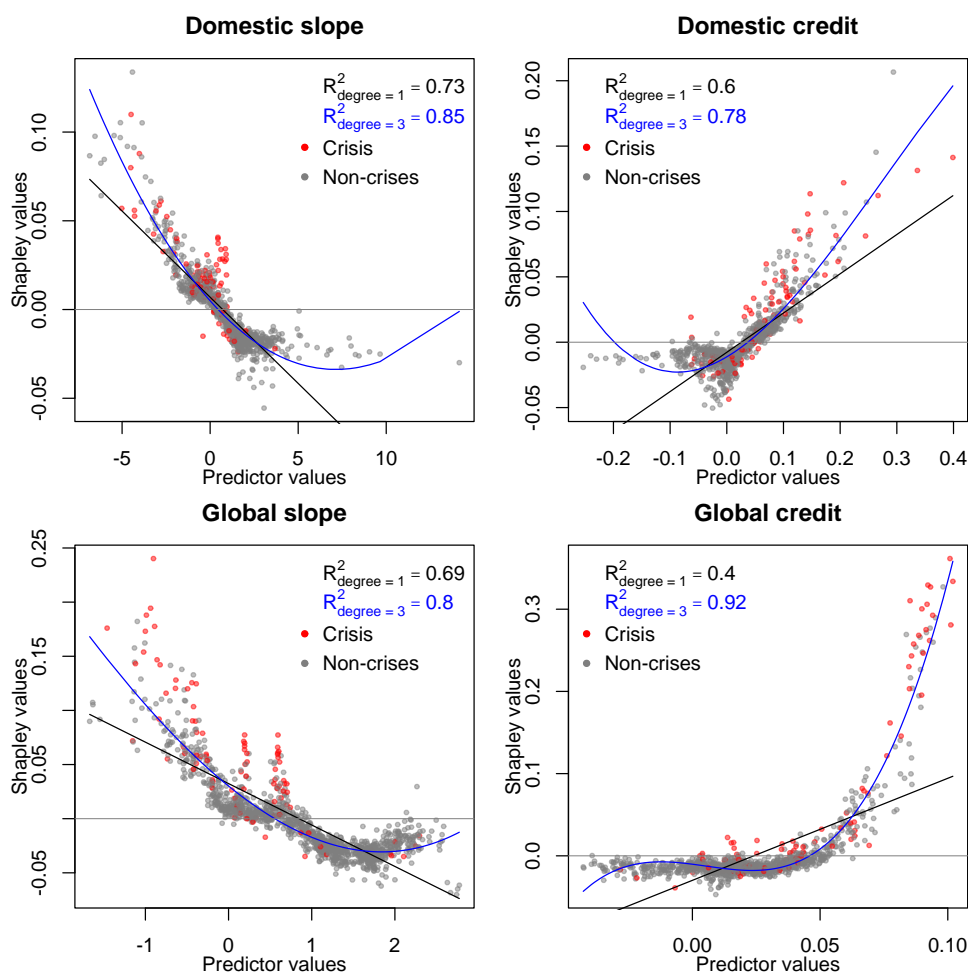 Domestic slope
R²degree = 1 = 0.73
R²degree = 3 = 0.85
Crisis
Non-crises
Shapley values
0.10
0.05
0.00
-0.05
-5 0 5 10
Predictor values
Domestic credit
R²degree = 1 = 0.6
R²degree = 3 = 0.78
Crisis
Non-crises
Shapley values
0.20
0.15
0.10
0.05
0.00
-0.05
-0.2 -0.1 0.0 0.1 0.2 0.3 0.4
Predictor values
Global slope
R²degree = 1 = 0.69
R²degree = 3 = 0.8
Crisis
Non-crises
Shapley values
0.25
0.15
0.05
-0.05
-1 0 1 2
Predictor values
Global credit
R²degree = 1 = 0.4
R²degree = 3 = 0.92
Crisis
Non-crises
Shapley values
0.3
0.2
0.1
0.0
0.00 0.05 0.10
Predictor values